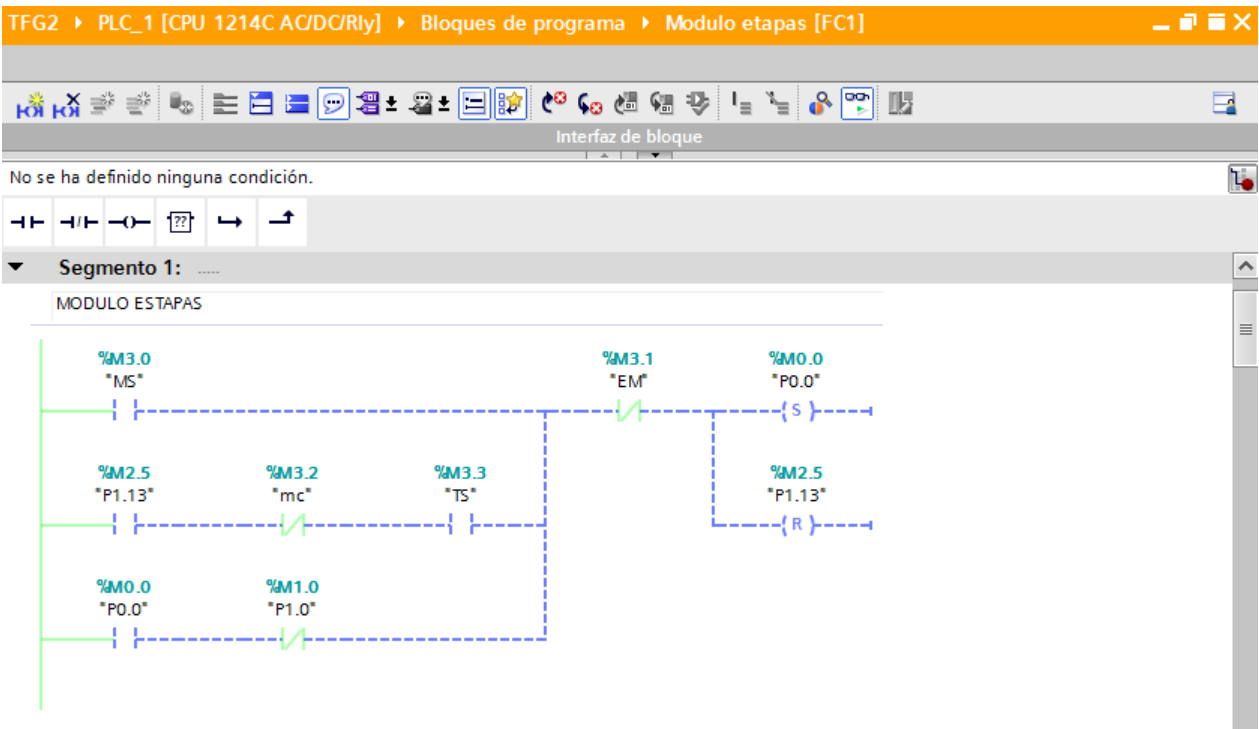 TFG2 ▸ PLC_1 [CPU 1214C AC/DC/Rly] ▸ Bloques de programa ▸ Modulo etapas [FC1]
Interfaz de bloque
No se ha definido ninguna condición.
??
Segmento 1: .....
MODULO ESTAPAS
%M3.0 %M3.1 %M0.0
"MS" "EM" "P0.0"
S
%M2.5 %M3.2 %M3.3 %M2.5
"P1.13" "mc" "TS" "P1.13"
R
%M0.0 %M1.0
"P0.0" "P1.0"